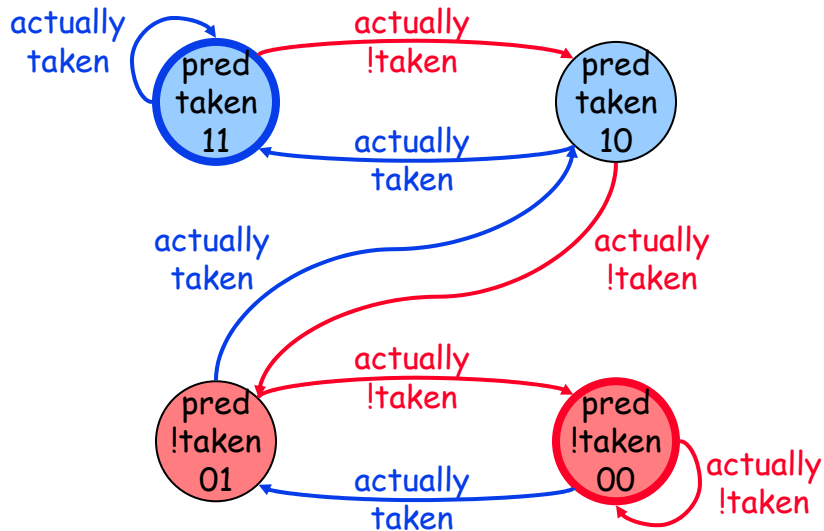 actually
taken
pred
taken
11
actually
!taken
pred
taken
10
actually
taken
actually
taken
actually
!taken
pred
!taken
01
actually
!taken
pred
!taken
00
actually
taken
actually
!taken